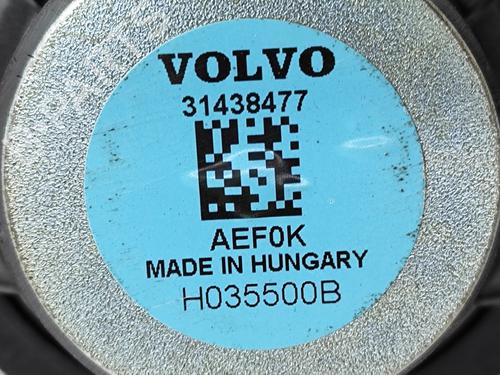 VOLVO
31438477
AEF0K
MADE IN HUNGARY
H035500B